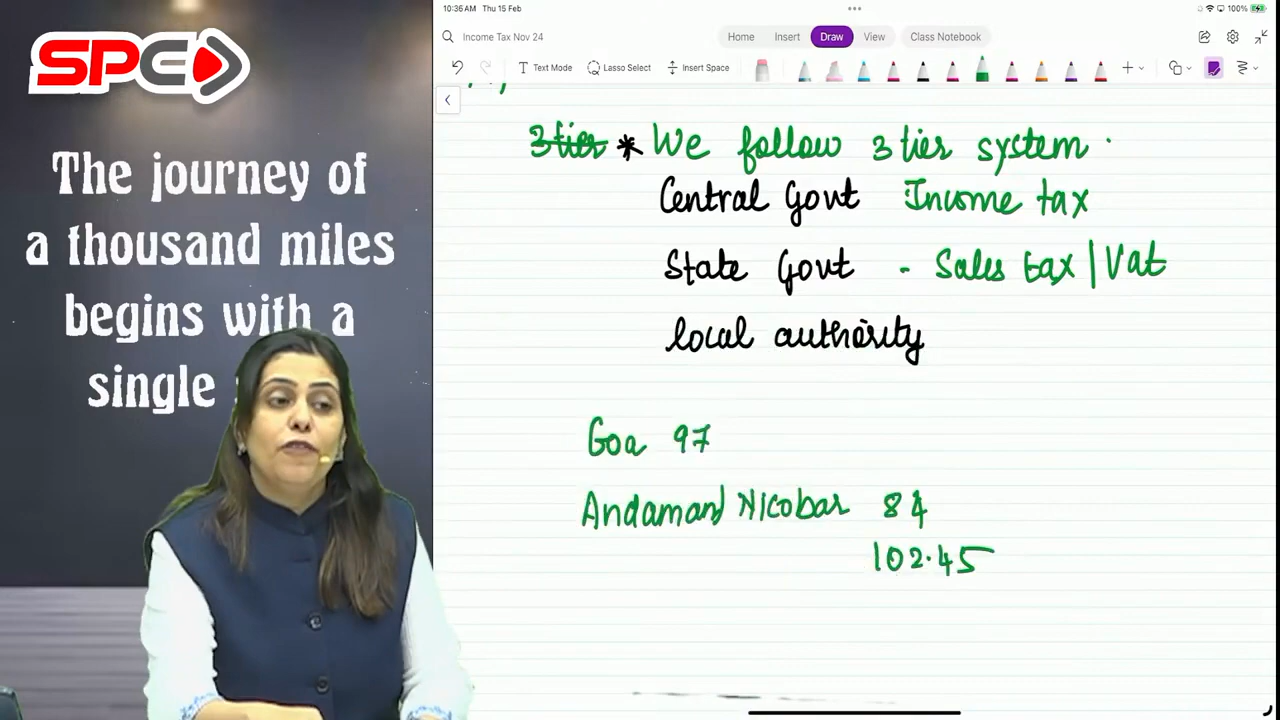 SPC
The journey of
a thousand miles
begins with a
single
10:36 AM Thu 15 Feb
100%
Income Tax Nov 24
Home Insert Draw View Class Notebook
Text Mode Lasso Select Insert Space
3 tier * We follow 3 tier system .
Central Govt Income tax
State Govt - Sales tax | Vat
local authority
Goa 97
Andaman Nicobar 84
102.45